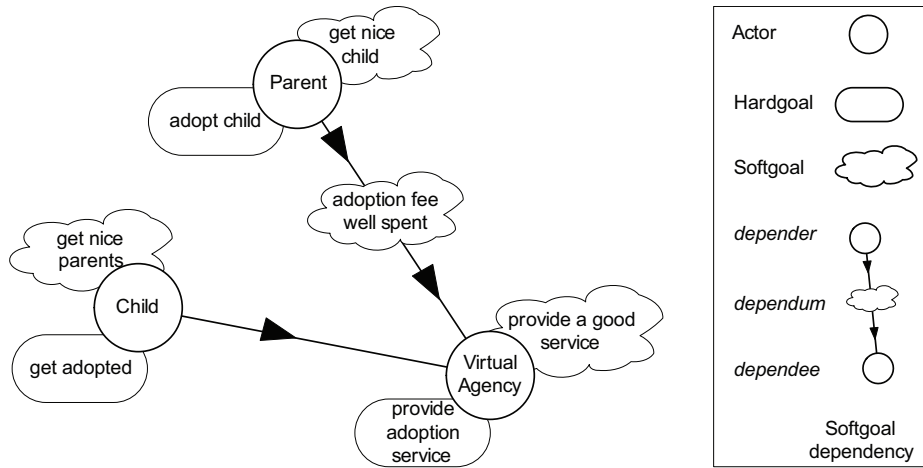 get nice
child
Parent
adopt child
adoption fee
well spent
get nice
parents
Child
get adopted
provide a good
service
Virtual
Agency
provide
adoption
service
Actor
Hardgoal
Softgoal
depender
dependum
dependee
Softgoal
dependency